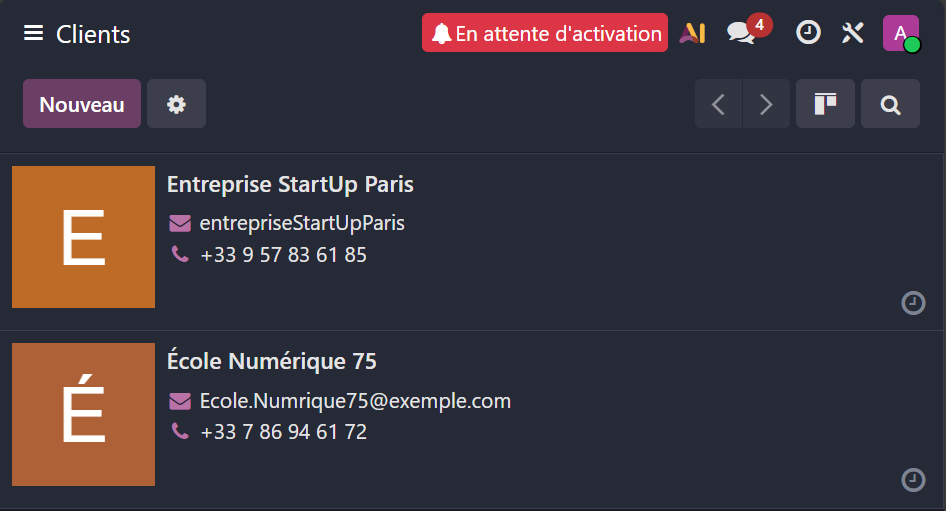 Clients
En attente d'activation
AI
4
A
Nouveau
E
Entreprise StartUp Paris
entrepriseStartUpParis
+33 9 57 83 61 85
É
École Numérique 75
Ecole.Numrique75@exemple.com
+33 7 86 94 61 72